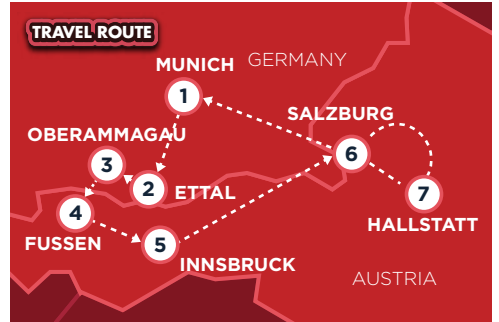 TRAVEL ROUTE
MUNICH
GERMANY
1
SALZBURG
OBERAMMAGAU
3
6
2
ETTAL
7
4
HALLSTATT
FUSSEN
5
INNSBRUCK
AUSTRIA